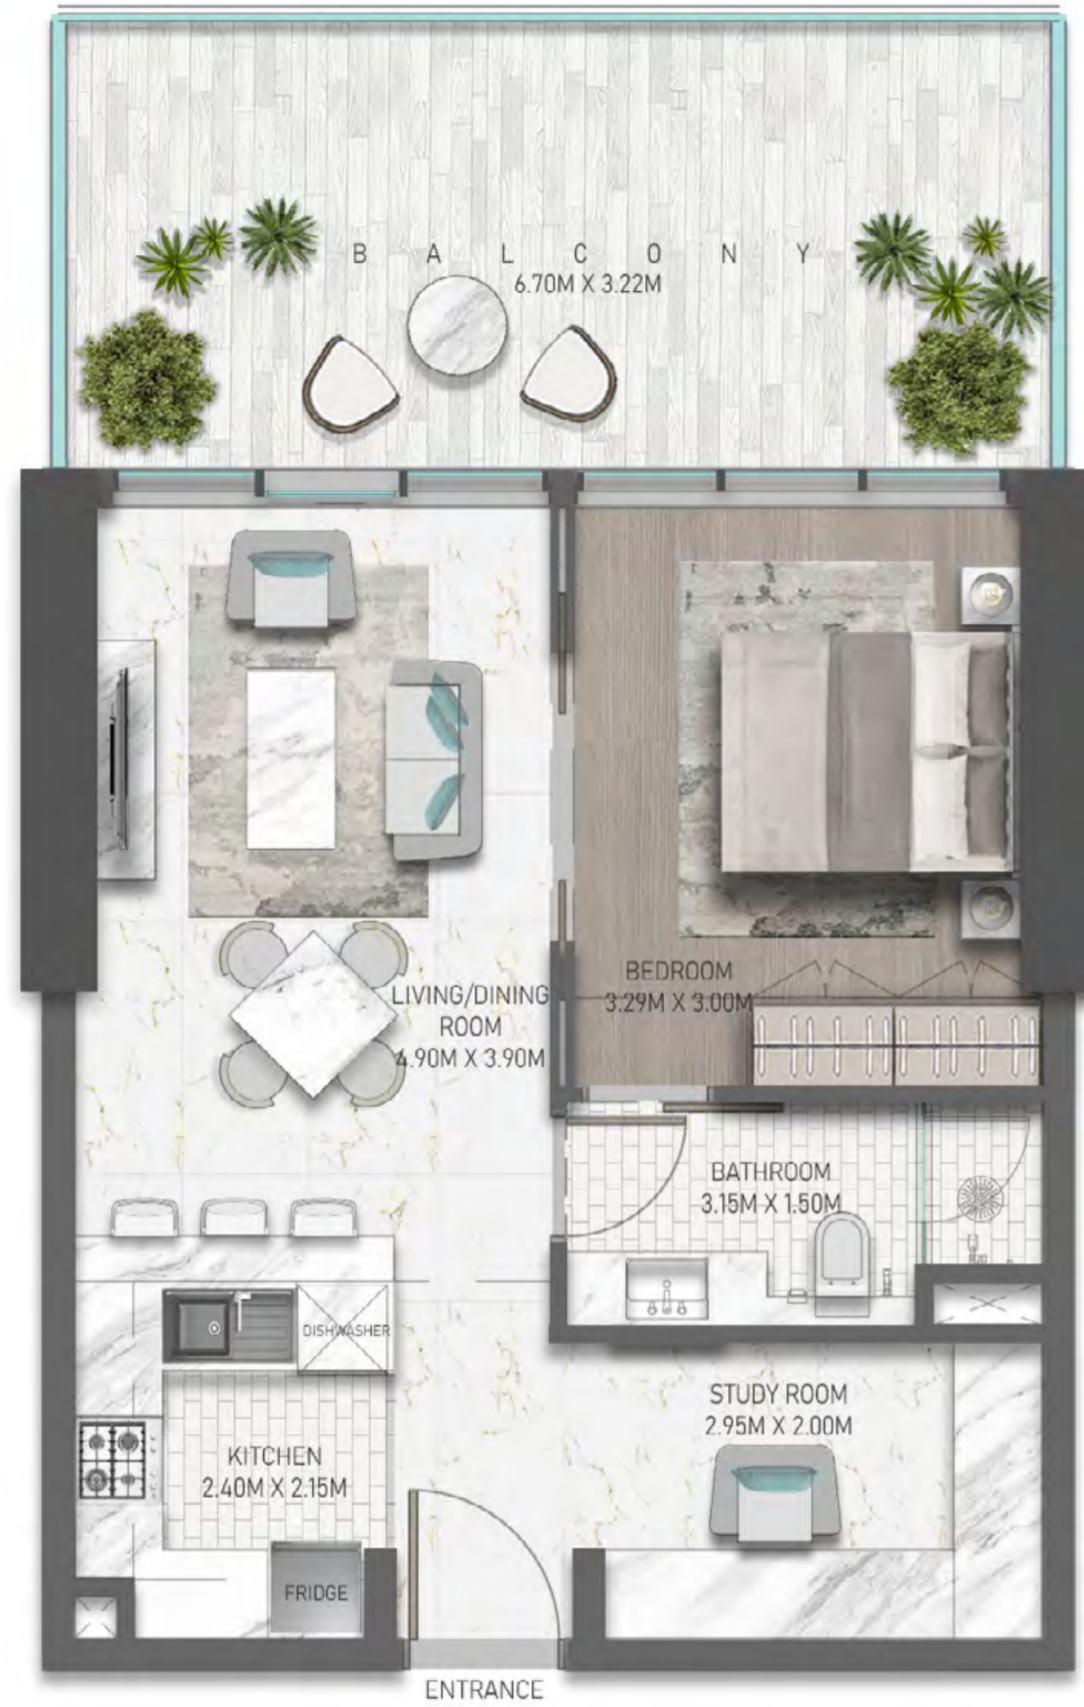 BALCONY
6.70M X 3.22M
LIVING/DINING
ROOM
4.90M X 3.90M
BEDROOM
3.29M X 3.00M
BATHROOM
3.15M X 1.50M
DISHWASHER
KITCHEN
2.40M X 2.15M
STUDY ROOM
2.95M X 2.00M
FRIDGE
ENTRANCE